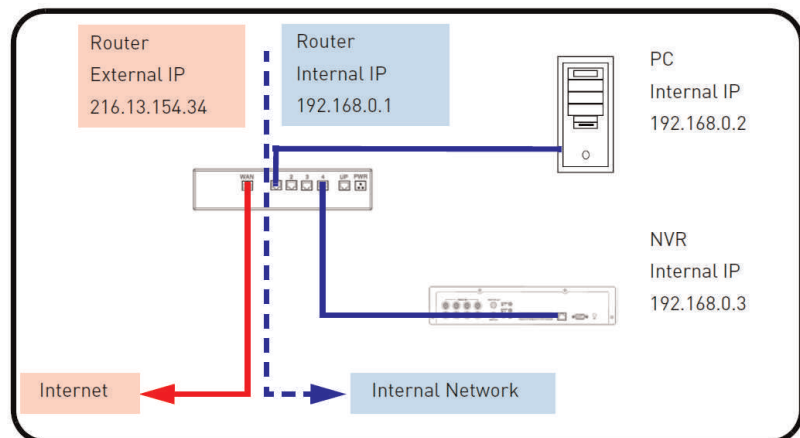 Router
External IP
216.13.154.34
Router
Internal IP
192.168.0.1
PC
Internal IP
192.168.0.2
WAN 2 3 4 UP PWR
NVR
Internal IP
192.168.0.3
Internet
Internal Network